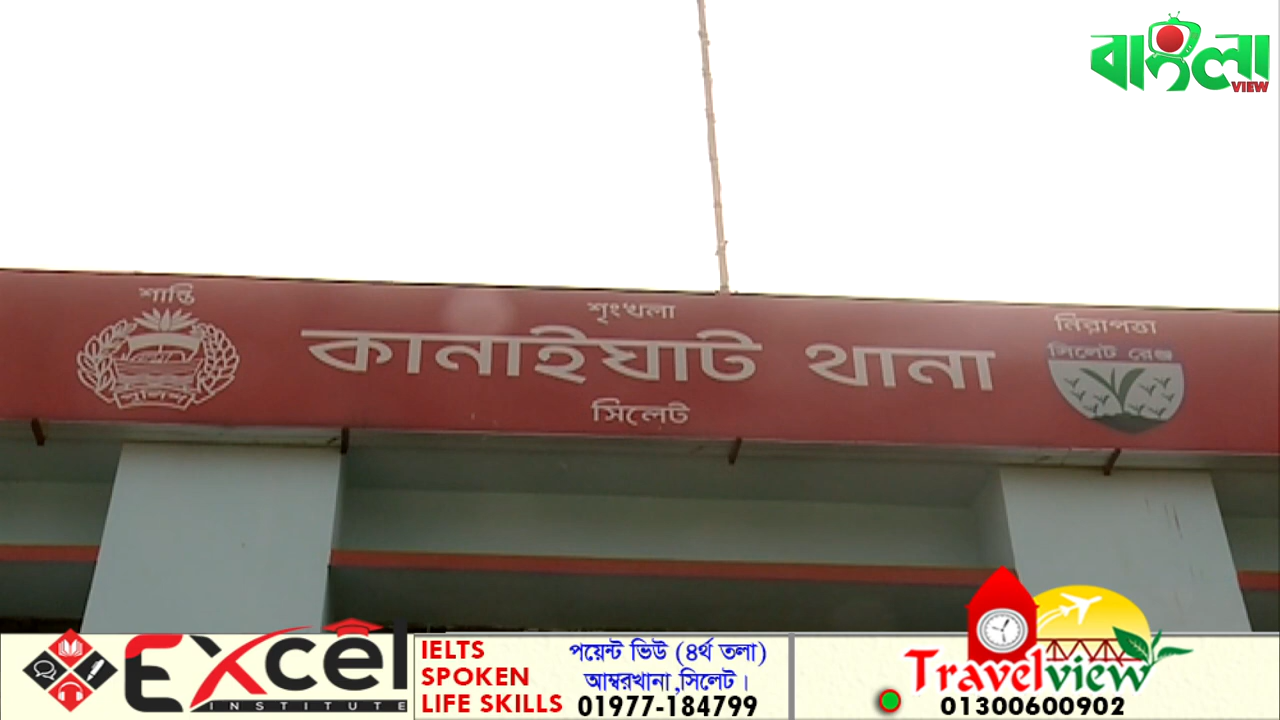 বাংলা
VIEW
শান্তি
শৃংখলা
নিরাপত্তা
কানাইঘাট থানা
সিলেট রেঞ্জ
পুলিশ
সিলেট
Excel
INSTITUTE
IELTS
SPOKEN
LIFE SKILLS
পয়েন্ট ভিউ (৪র্থ তলা)
আম্বরখানা,সিলেট।
01977-184799
Travelview
01300600902